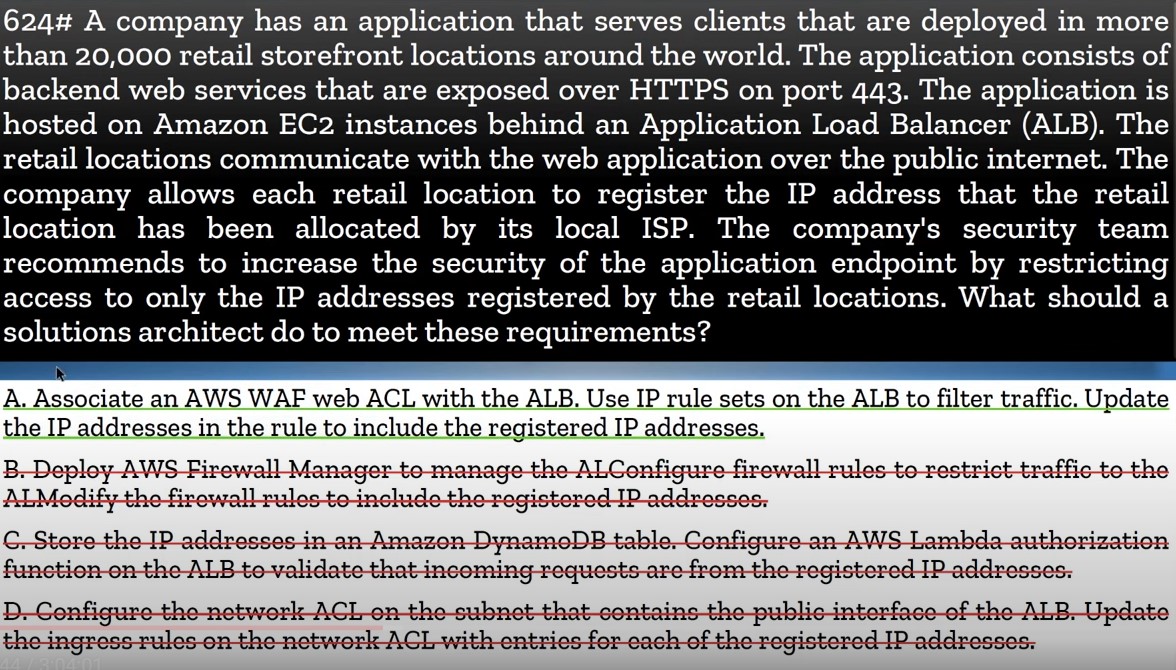 624# A company has an application that serves clients that are deployed in more
than 20,000 retail storefront locations around the world. The application consists of
backend web services that are exposed over HTTPS on port 443. The application is
hosted on Amazon EC2 instances behind an Application Load Balancer (ALB). The
retail locations communicate with the web application over the public internet. The
company allows each retail location to register the IP address that the retail
location has been allocated by its local ISP. The company's security team
recommends to increase the security of the application endpoint by restricting
access to only the IP addresses registered by the retail locations. What should a
solutions architect do to meet these requirements?
A. Associate an AWS WAF web ACL with the ALB. Use IP rule sets on the ALB to filter traffic. Update
the IP addresses in the rule to include the registered IP addresses.
B. Deploy AWS Firewall Manager to manage the ALConfigure firewall rules to restrict traffic to the
ALModify the firewall rules to include the registered IP addresses.
C. Store the IP addresses in an Amazon DynamoDB table. Configure an AWS Lambda authorization
function on the ALB to validate that incoming requests are from the registered IP addresses.
D. Configure the network ACL on the subnet that contains the public interface of the ALB. Update
the ingress rules on the network ACL with entries for each of the registered IP addresses.
44 / 3:04:01